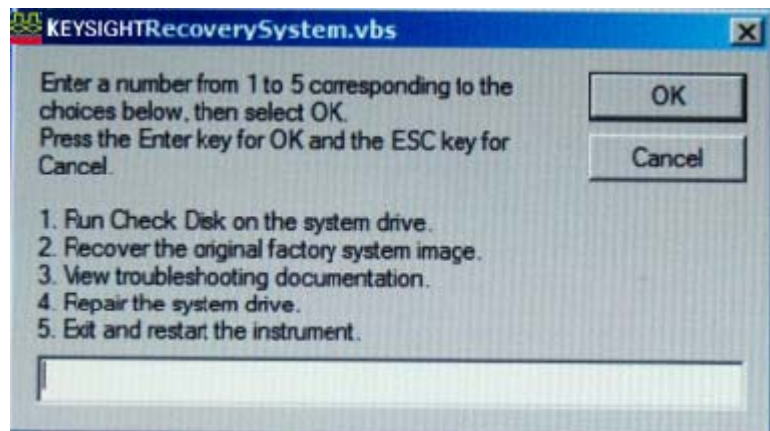 KEYSIGHTRecoverySystem.vbs
Enter a number from 1 to 5 corresponding to the
choices below, then select OK.
Press the Enter key for OK and the ESC key for
Cancel.
OK
Cancel
1. Run Check Disk on the system drive.
2. Recover the original factory system image.
3. View troubleshooting documentation.
4. Repair the system drive.
5. Exit and restart the instrument.